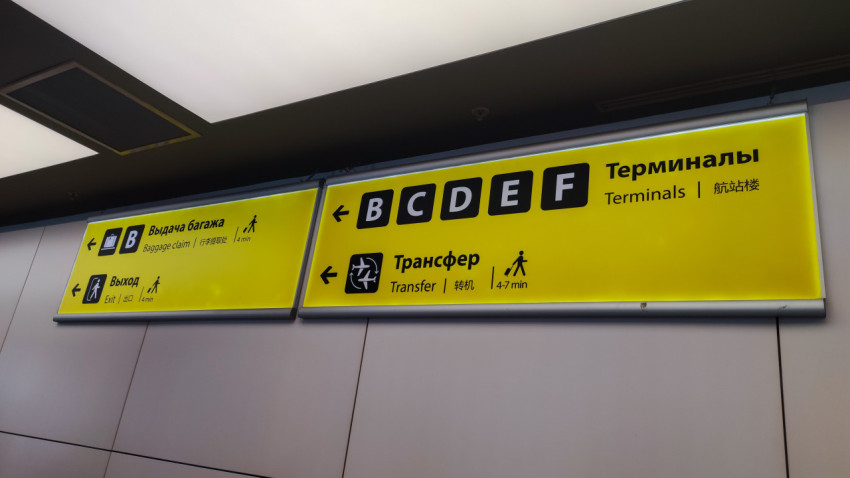 B Выдача багажа
Baggage claim | 行李提取处 | 4 min
Выход
Exit | 出口 | 4 min
B C D E F Терминалы
Terminals | 航站楼
Трансфер
Transfer | 转机 | 4-7 min